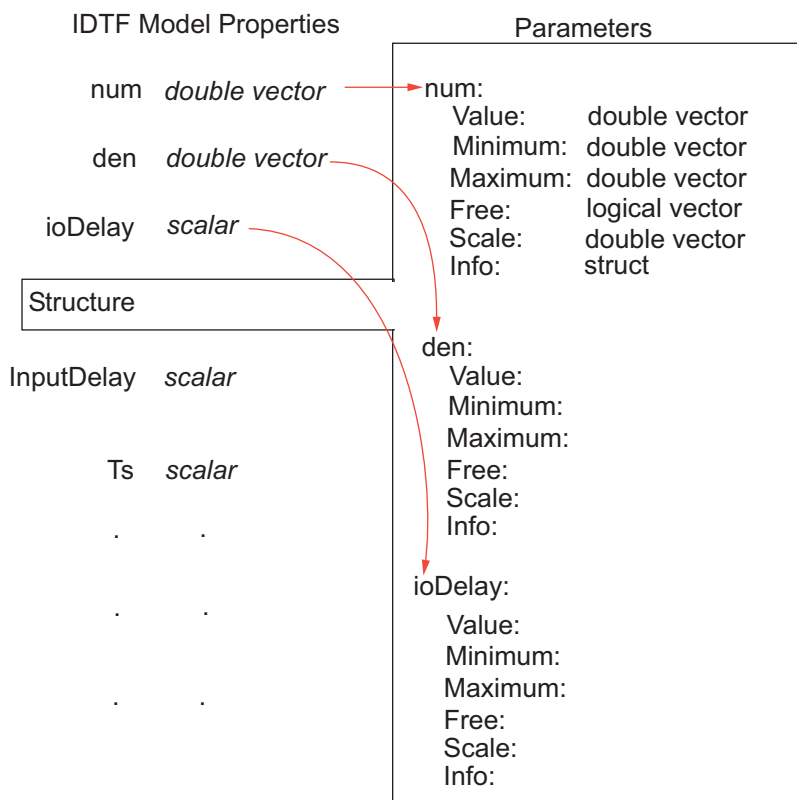 IDTF Model Properties
num double vector
den double vector
ioDelay scalar
Structure
InputDelay scalar
Ts scalar
. .
. .
. .
Parameters
num:
Value: double vector
Minimum: double vector
Maximum: double vector
Free: logical vector
Scale: double vector
Info: struct
den:
Value:
Minimum:
Maximum:
Free:
Scale:
Info:
ioDelay:
Value:
Minimum:
Maximum:
Free:
Scale:
Info: